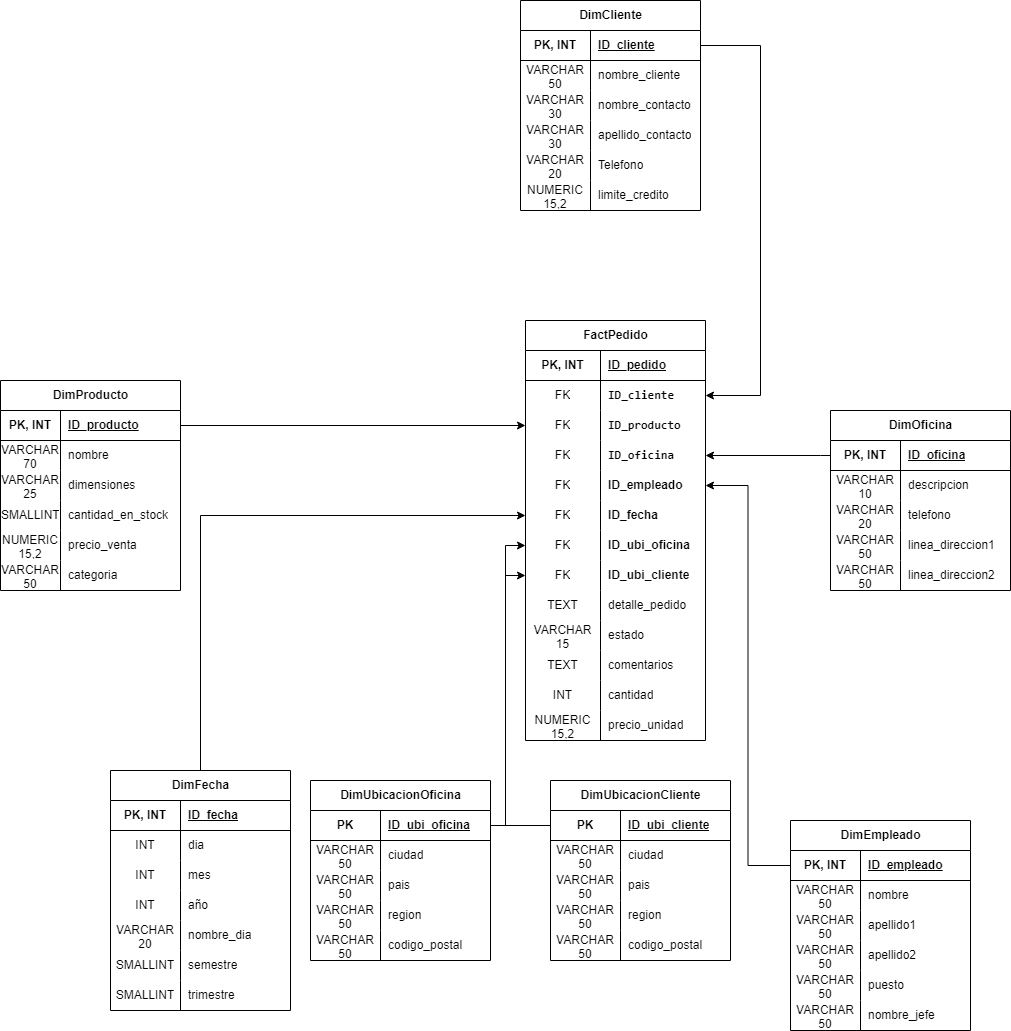 DimCliente
PK, INT ID_cliente
VARCHAR 50 nombre_cliente
VARCHAR 30 nombre_contacto
VARCHAR 30 apellido_contacto
VARCHAR 20 Telefono
NUMERIC 15,2 limite_credito
FactPedido
PK, INT ID_pedido
FK ID_cliente
FK ID_producto
FK ID_oficina
FK ID_empleado
FK ID_fecha
FK ID_ubi_oficina
FK ID_ubi_cliente
TEXT detalle_pedido
VARCHAR 15 estado
TEXT comentarios
INT cantidad
NUMERIC 15,2 precio_unidad
DimProducto
PK, INT ID_producto
VARCHAR 70 nombre
VARCHAR 25 dimensiones
SMALLINT cantidad_en_stock
NUMERIC 15,2 precio_venta
VARCHAR 50 categoria
DimOficina
PK, INT ID_oficina
VARCHAR 10 descripcion
VARCHAR 20 telefono
VARCHAR 50 linea_direccion1
VARCHAR 50 linea_direccion2
DimFecha
PK, INT ID_fecha
INT dia
INT mes
INT año
VARCHAR 20 nombre_dia
SMALLINT semestre
SMALLINT trimestre
DimUbicacionOficina
PK ID_ubi_oficina
VARCHAR 50 ciudad
VARCHAR 50 pais
VARCHAR 50 region
VARCHAR 50 codigo_postal
DimUbicacionCliente
PK ID_ubi_cliente
VARCHAR 50 ciudad
VARCHAR 50 pais
VARCHAR 50 region
VARCHAR 50 codigo_postal
DimEmpleado
PK, INT ID_empleado
VARCHAR 50 nombre
VARCHAR 50 apellido1
VARCHAR 50 apellido2
VARCHAR 50 puesto
VARCHAR 50 nombre_jefe